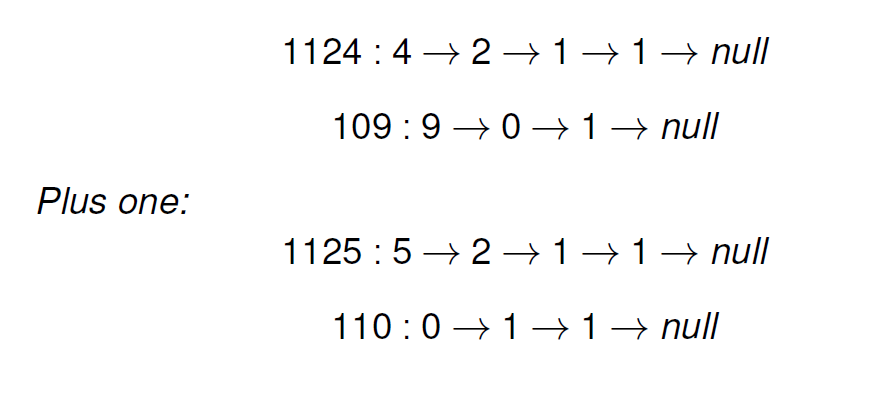 1124 : 4 → 2 → 1 → 1 → null
109 : 9 → 0 → 1 → null
Plus one:
1125 : 5 → 2 → 1 → 1 → null
110 : 0 → 1 → 1 → null